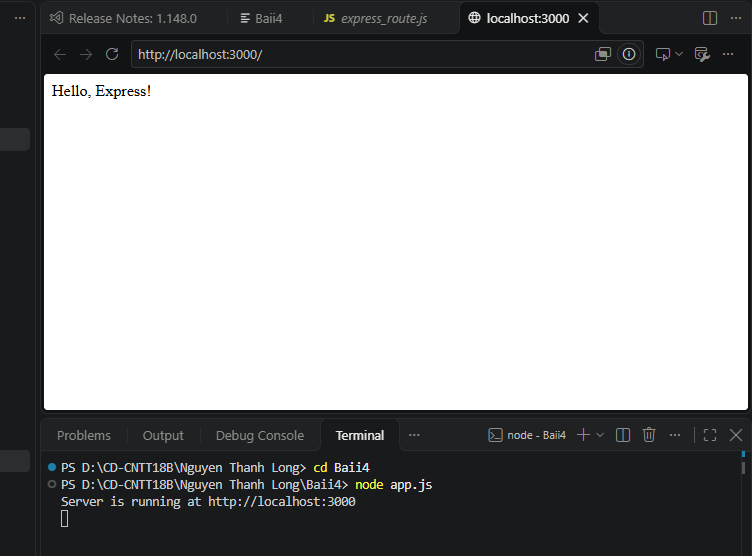 Release Notes: 1.148.0
Baii4
JS express_route.js
localhost:3000
http://localhost:3000/
Hello, Express!
Problems
Output
Debug Console
Terminal
node - Baii4
PS D:\CD-CNTT18B\Nguyen Thanh Long> cd Baii4
PS D:\CD-CNTT18B\Nguyen Thanh Long\Baii4> node app.js
Server is running at http://localhost:3000